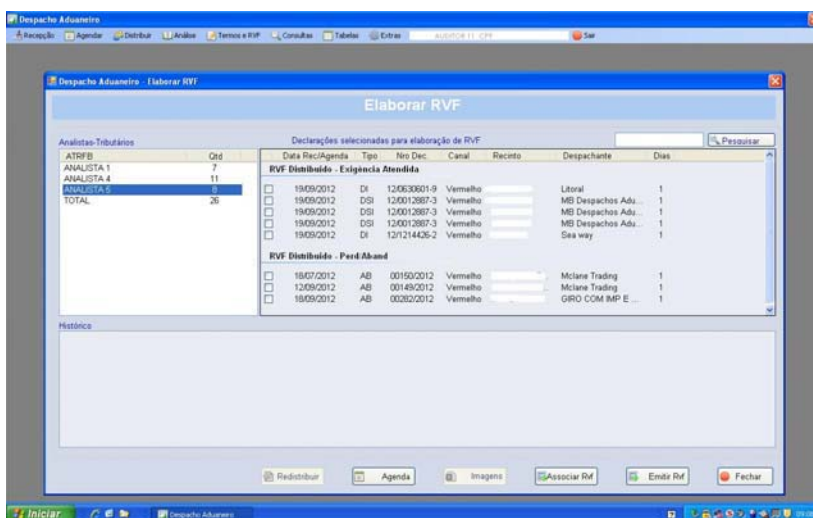 Despacho Aduaneiro
Recepção Agendar Distribuir Análise Termos e RVF Consultas Tabelas Extras AUDITOR 11 CPF Sair
Despacho Aduaneiro - Elaborar RVF
Elaborar RVF
Analistas-Tributários Declarações selecionadas para elaboração de RVF Pesquisar
ATRFB Qtd Data Rec/Agenda Tipo Nro Dec. Canal Recinto Despachante Dias
ANALISTA 1 7 RVF Distribuído - Exigência Atendida
ANALISTA 4 11
ANALISTA 5 8 19/09/2012 DI 12/0630601-9 Vermelho Litoral 1
TOTAL 26 19/09/2012 DSI 12/0012887-3 Vermelho MB Despachos Adu... 1
19/09/2012 DSI 12/0012887-3 Vermelho MB Despachos Adu... 1
19/09/2012 DSI 12/0012887-3 Vermelho MB Despachos Adu... 1
19/09/2012 DI 12/1214426-2 Vermelho Sea way 1
RVF Distribuído - Perd/Aband
18/07/2012 AB 00150/2012 Vermelho Mclane Trading 1
12/09/2012 AB 00149/2012 Vermelho Mclane Trading 1
18/09/2012 AB 00282/2012 Vermelho GIRO COM IMP E ... 1
Histórico
Redistribuir Agenda Imagens Associar Rvf Emitir Rvf Fechar
Iniciar Despacho Aduaneiro